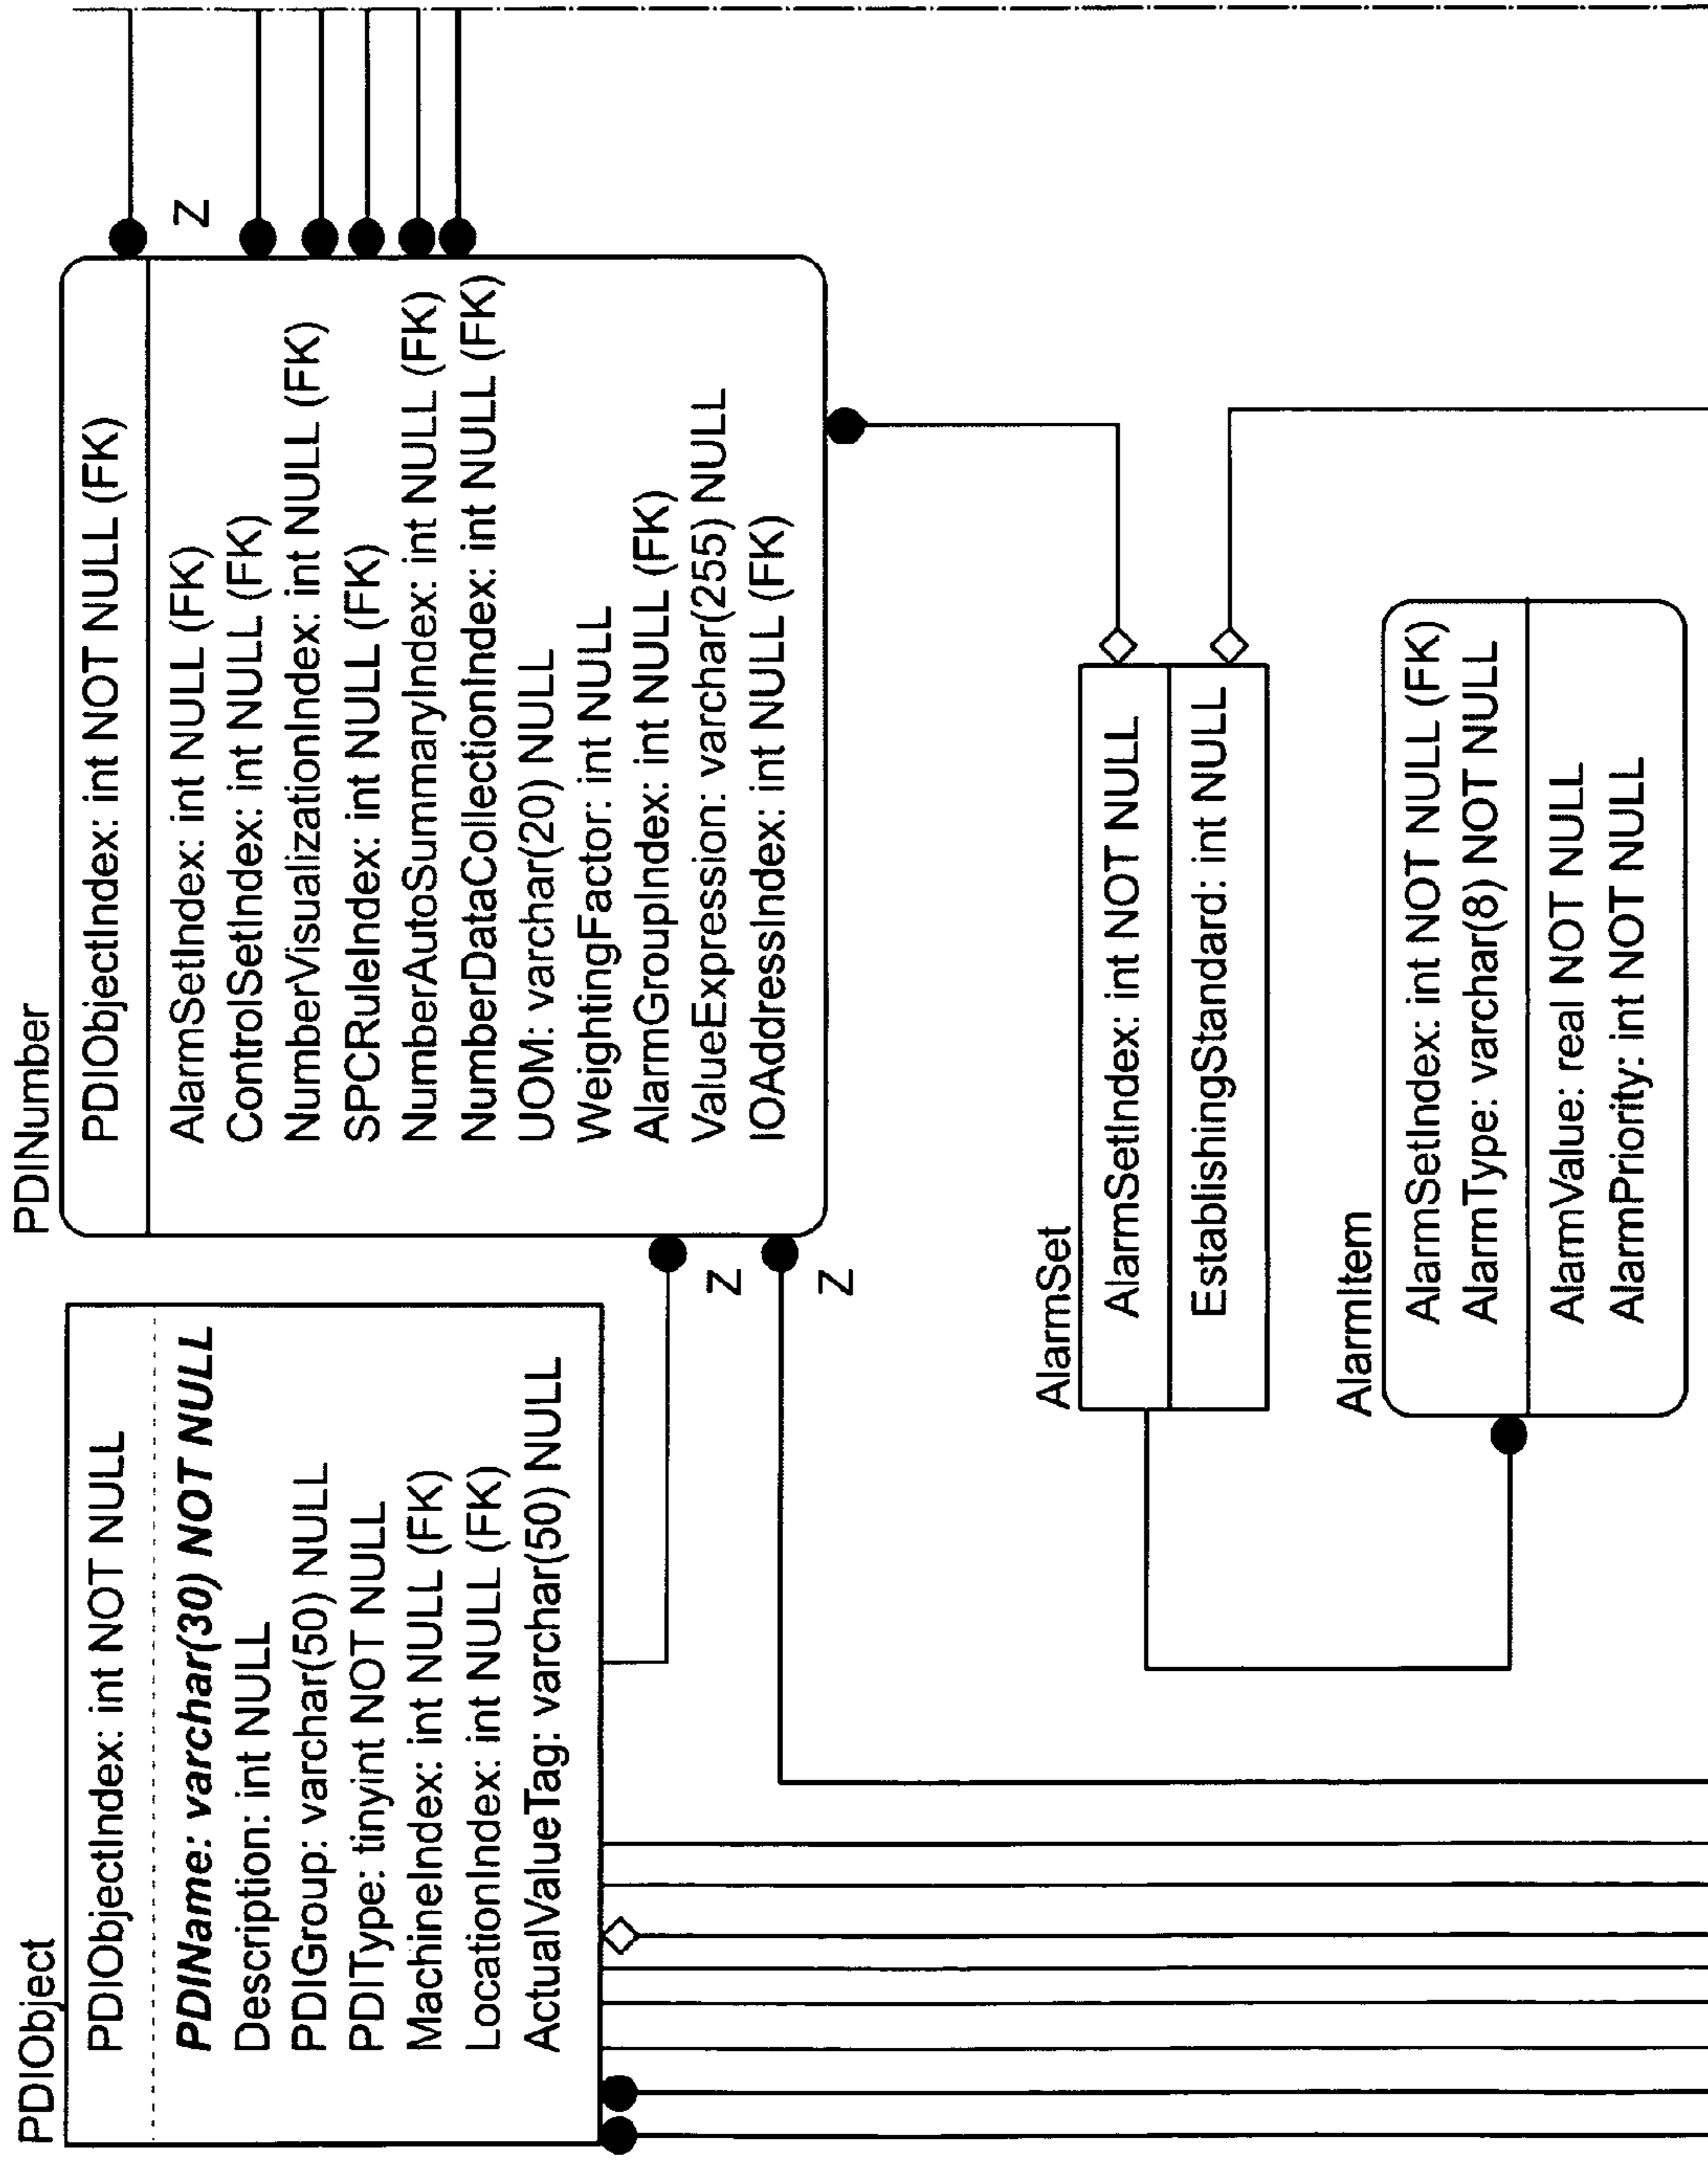 PDIObject
PDIObjectIndex: int NOT NULL
PDIName: varchar(30) NOT NULL
Description: int NULL
PDIGroup: varchar(50) NULL
PDIType: tinyint NOT NULL
MachineIndex: int NULL (FK)
LocationIndex: int NULL (FK)
ActualValueTag: varchar(50) NULL
Z
Z
PDINumber
PDIObjectIndex: int NOT NULL (FK)
AlarmSetIndex: int NULL (FK)
ControlSetIndex: int NULL (FK)
NumberVisualizationIndex: int NULL (FK)
SPCRuleIndex: int NULL (FK)
NumberAutoSummaryIndex: int NULL (FK)
NumberDataCollectionIndex: int NULL (FK)
UOM: varchar(20) NULL
WeightingFactor: int NULL
AlarmGroupIndex: int NULL (FK)
ValueExpression: varchar(255) NULL
IOAddressIndex: int NULL (FK)
Z
AlarmSet
AlarmSetIndex: int NOT NULL
EstablishingStandard: int NULL
AlarmItem
AlarmSetIndex: int NOT NULL (FK)
AlarmType: varchar(8) NOT NULL
AlarmValue: real NOT NULL
AlarmPriority: int NOT NULL